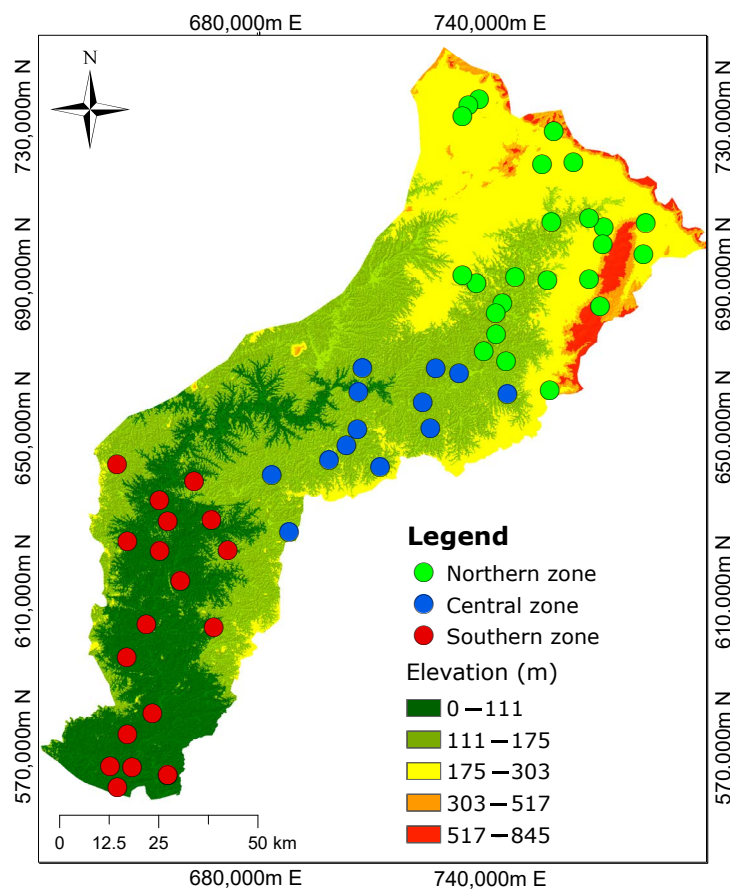 680,000m E 740,000m E
N
730,000m N 730,000m N
690,000m N 690,000m N
650,000m N 650,000m N
610,000m N 610,000m N
570,000m N 570,000m N
Legend
Northern zone
Central zone
Southern zone
Elevation (m)
0–111
111–175
175–303
303–517
517–845
0 12.5 25 50 km
680,000m E 740,000m E